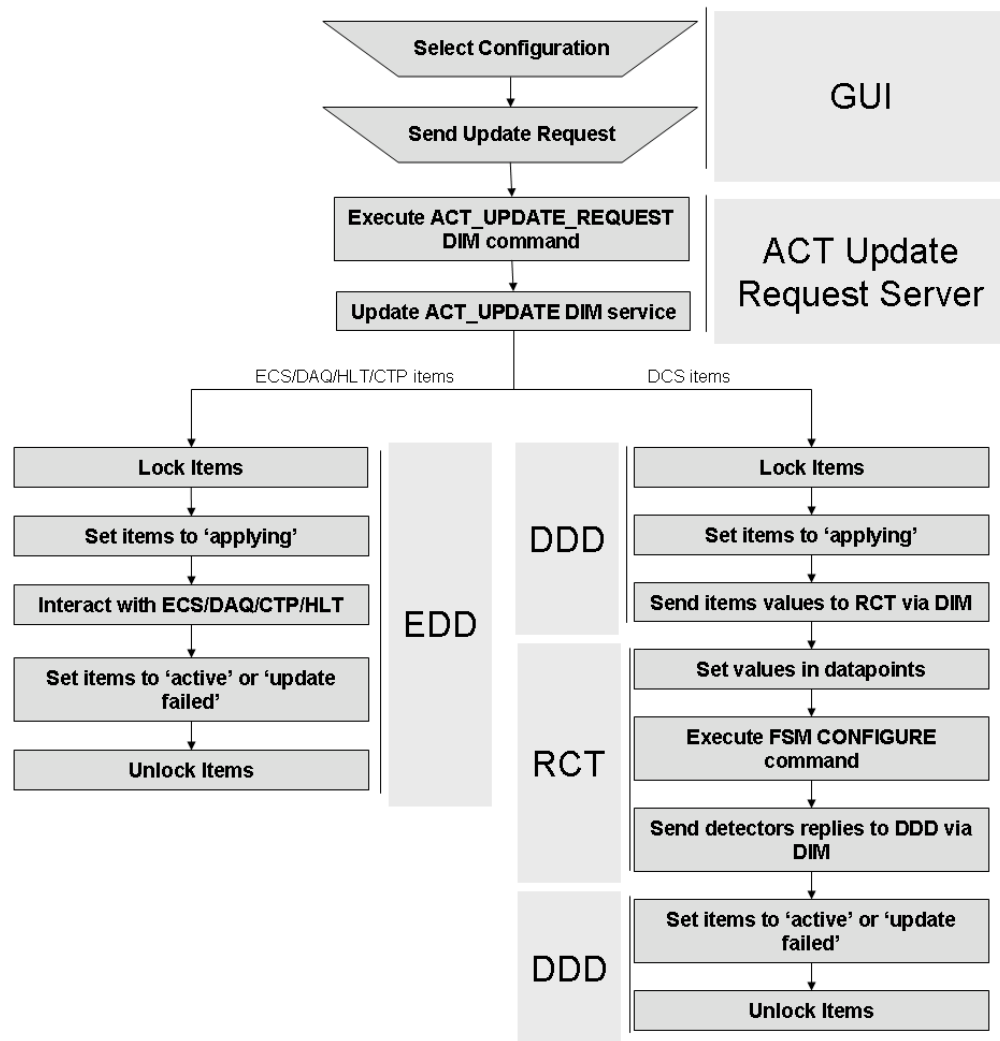 Select Configuration
GUI
Send Update Request
Execute ACT_UPDATE_REQUEST
DIM command
ACT Update
Request Server
Update ACT_UPDATE DIM service
ECS/DAQ/HLT/CTP items
DCS items
Lock Items
Set items to ‘applying’
Interact with ECS/DAQ/CTP/HLT
Set items to ‘active’ or ‘update
failed’
Unlock Items
EDD
DDD
Lock Items
Set items to ‘applying’
Send items values to RCT via DIM
RCT
Set values in datapoints
Execute FSM CONFIGURE
command
Send detectors replies to DDD via
DIM
DDD
Set items to ‘active’ or ‘update
failed’
Unlock Items